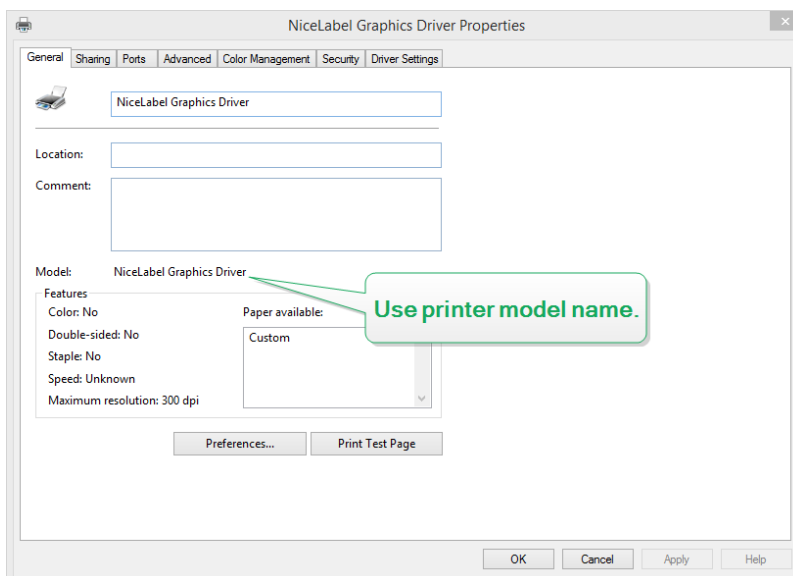 NiceLabel Graphics Driver Properties
General Sharing Ports Advanced Color Management Security Driver Settings
NiceLabel Graphics Driver
Location:
Comment:
Model: NiceLabel Graphics Driver
Use printer model name.
Features
Color: No Paper available:
Double-sided: No Custom
Staple: No
Speed: Unknown
Maximum resolution: 300 dpi
Preferences... Print Test Page
OK Cancel Apply Help